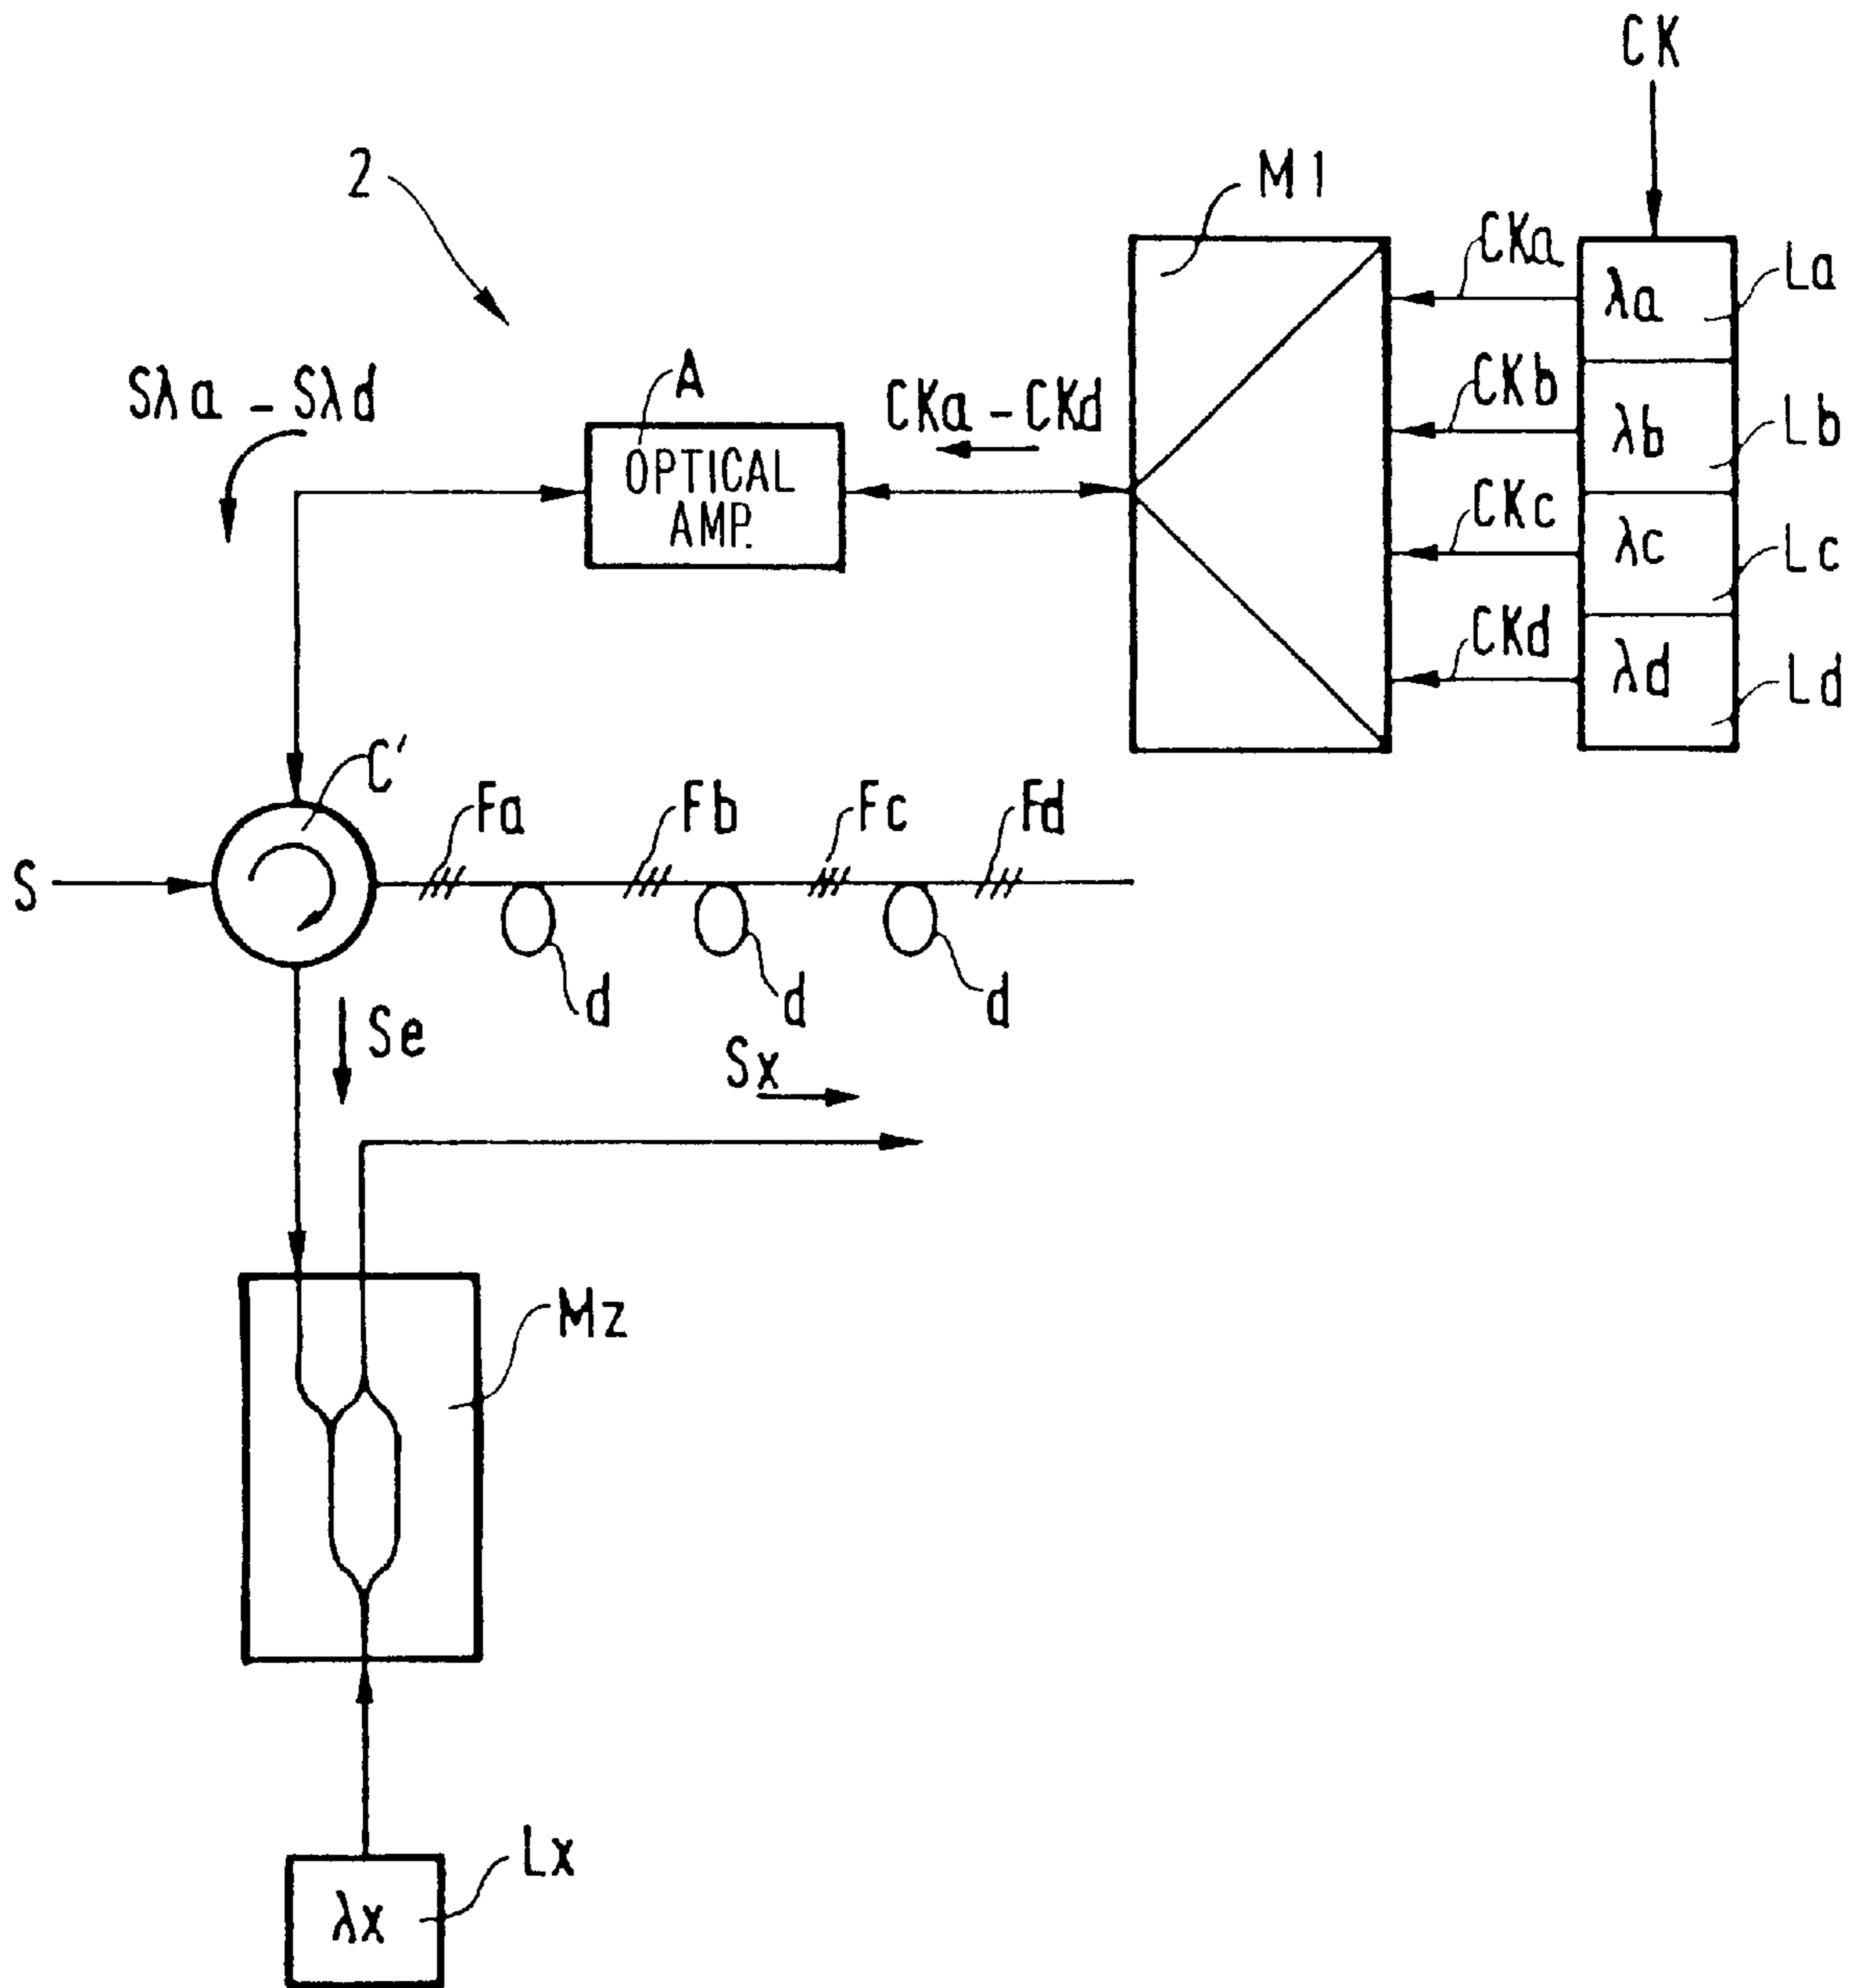 CK
2
M1
CKa
λa
La
Sλa - Sλd
A
CKa - CKd
CKb
λb
Lb
OPTICAL
AMP.
CKc
λc
Lc
CKd
λd
Ld
C'
Fa
Fb
Fc
Fd
S
d
d
d
Se
Sx
Mz
Lx
λx